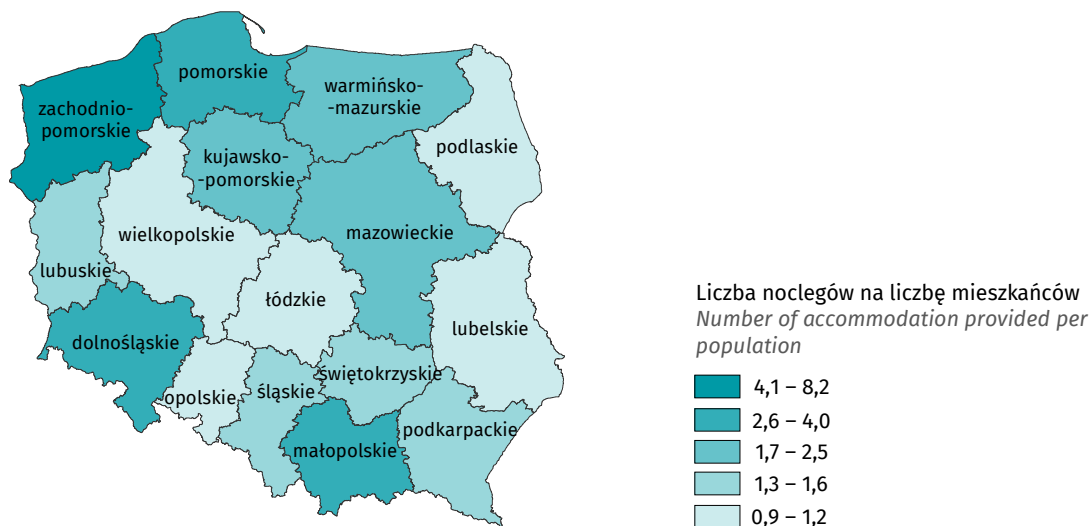 pomorskie
warmińsko-
-mazurskie
zachodnio-
pomorskie
podlaskie
kujawsko-
-pomorskie
wielkopolskie
mazowieckie
lubuskie
łódzkie
lubelskie
dolnośląskie
opolskie
śląskie
świętokrzyskie
podkarpackie
małopolskie
Liczba noclegów na liczbę mieszkańców
Number of accommodation provided per
population
4,1 – 8,2
2,6 – 4,0
1,7 – 2,5
1,3 – 1,6
0,9 – 1,2